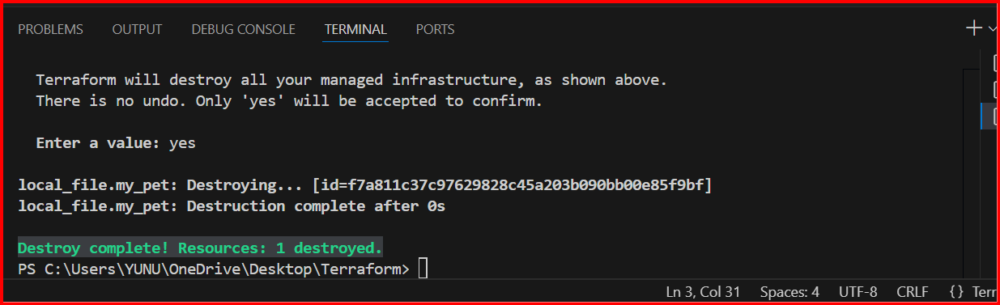 PROBLEMS OUTPUT DEBUG CONSOLE TERMINAL PORTS
Terraform will destroy all your managed infrastructure, as shown above.
There is no undo. Only 'yes' will be accepted to confirm.
Enter a value: yes
local_file.my_pet: Destroying... [id=f7a811c37c97629828c45a203b090bb00e85f9bf]
local_file.my_pet: Destruction complete after 0s
Destroy complete! Resources: 1 destroyed.
PS C:\Users\YUNU\OneDrive\Desktop\Terraform>
Ln 3, Col 31 Spaces: 4 UTF-8 CRLF {} Terr